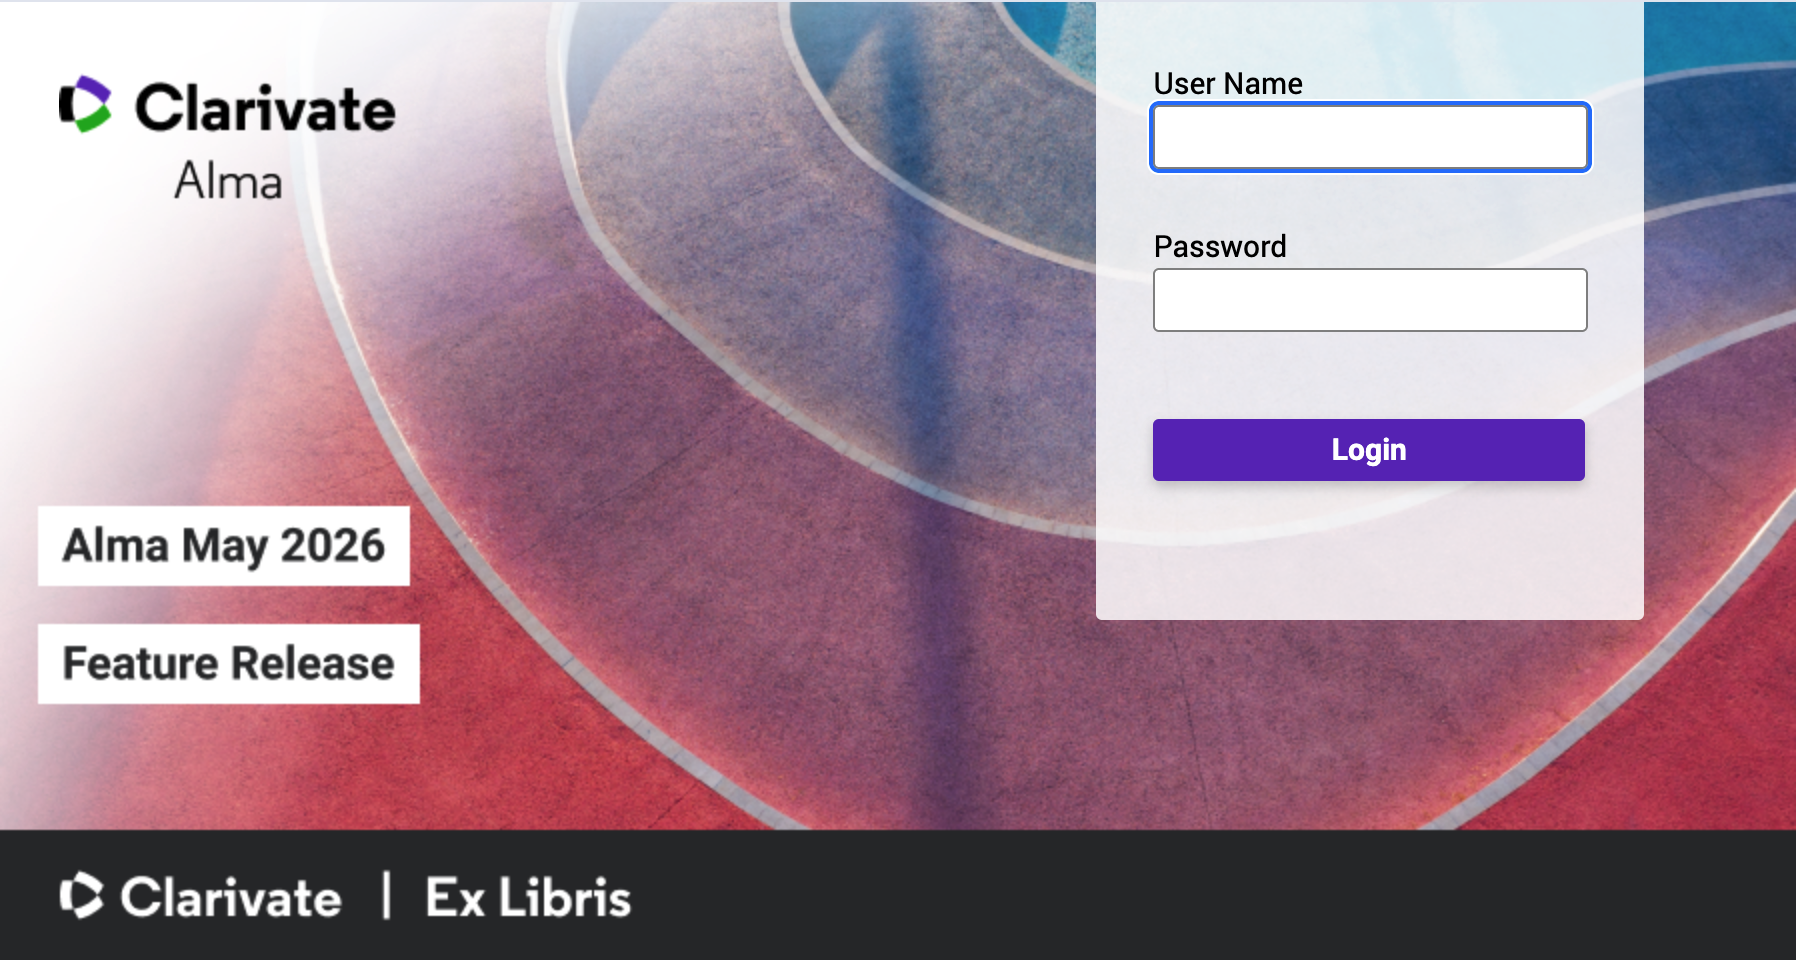 Clarivate
Alma
User Name
Password
Login
Alma May 2026
Feature Release
Clarivate | Ex Libris